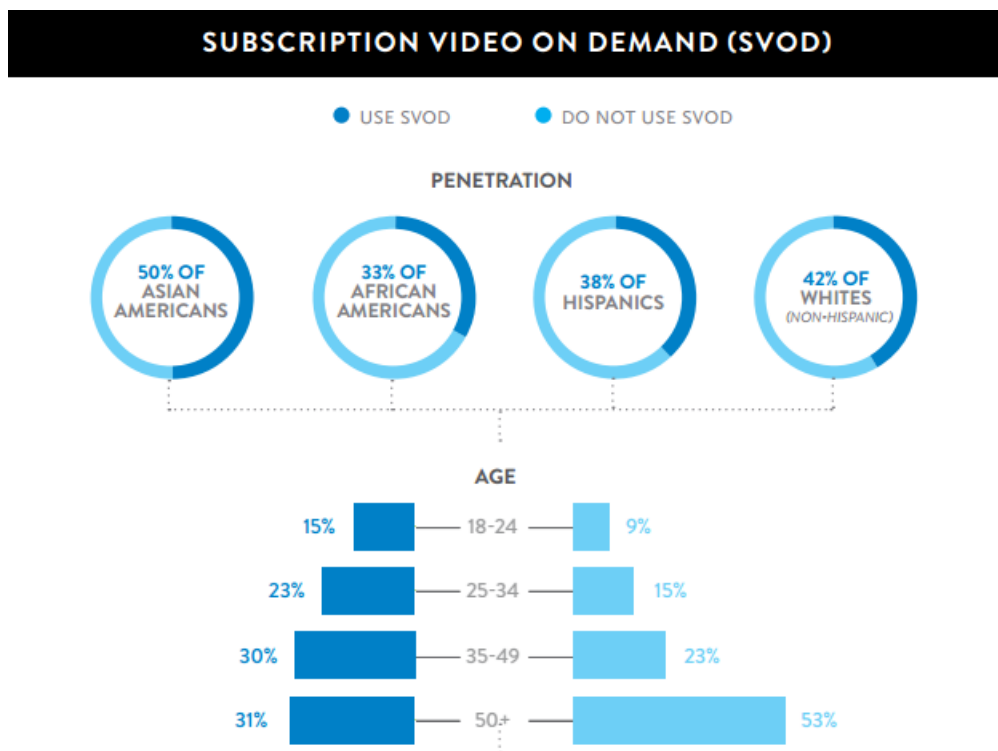 SUBSCRIPTION VIDEO ON DEMAND (SVOD)
USE SVOD
DO NOT USE SVOD
PENETRATION
50% OF
ASIAN
AMERICANS
33% OF
AFRICAN
AMERICANS
38% OF
HISPANICS
42% OF
WHITES
(NON-HISPANIC)
AGE
15% 18-24 9%
23% 25-34 15%
30% 35-49 23%
31% 50+ 53%